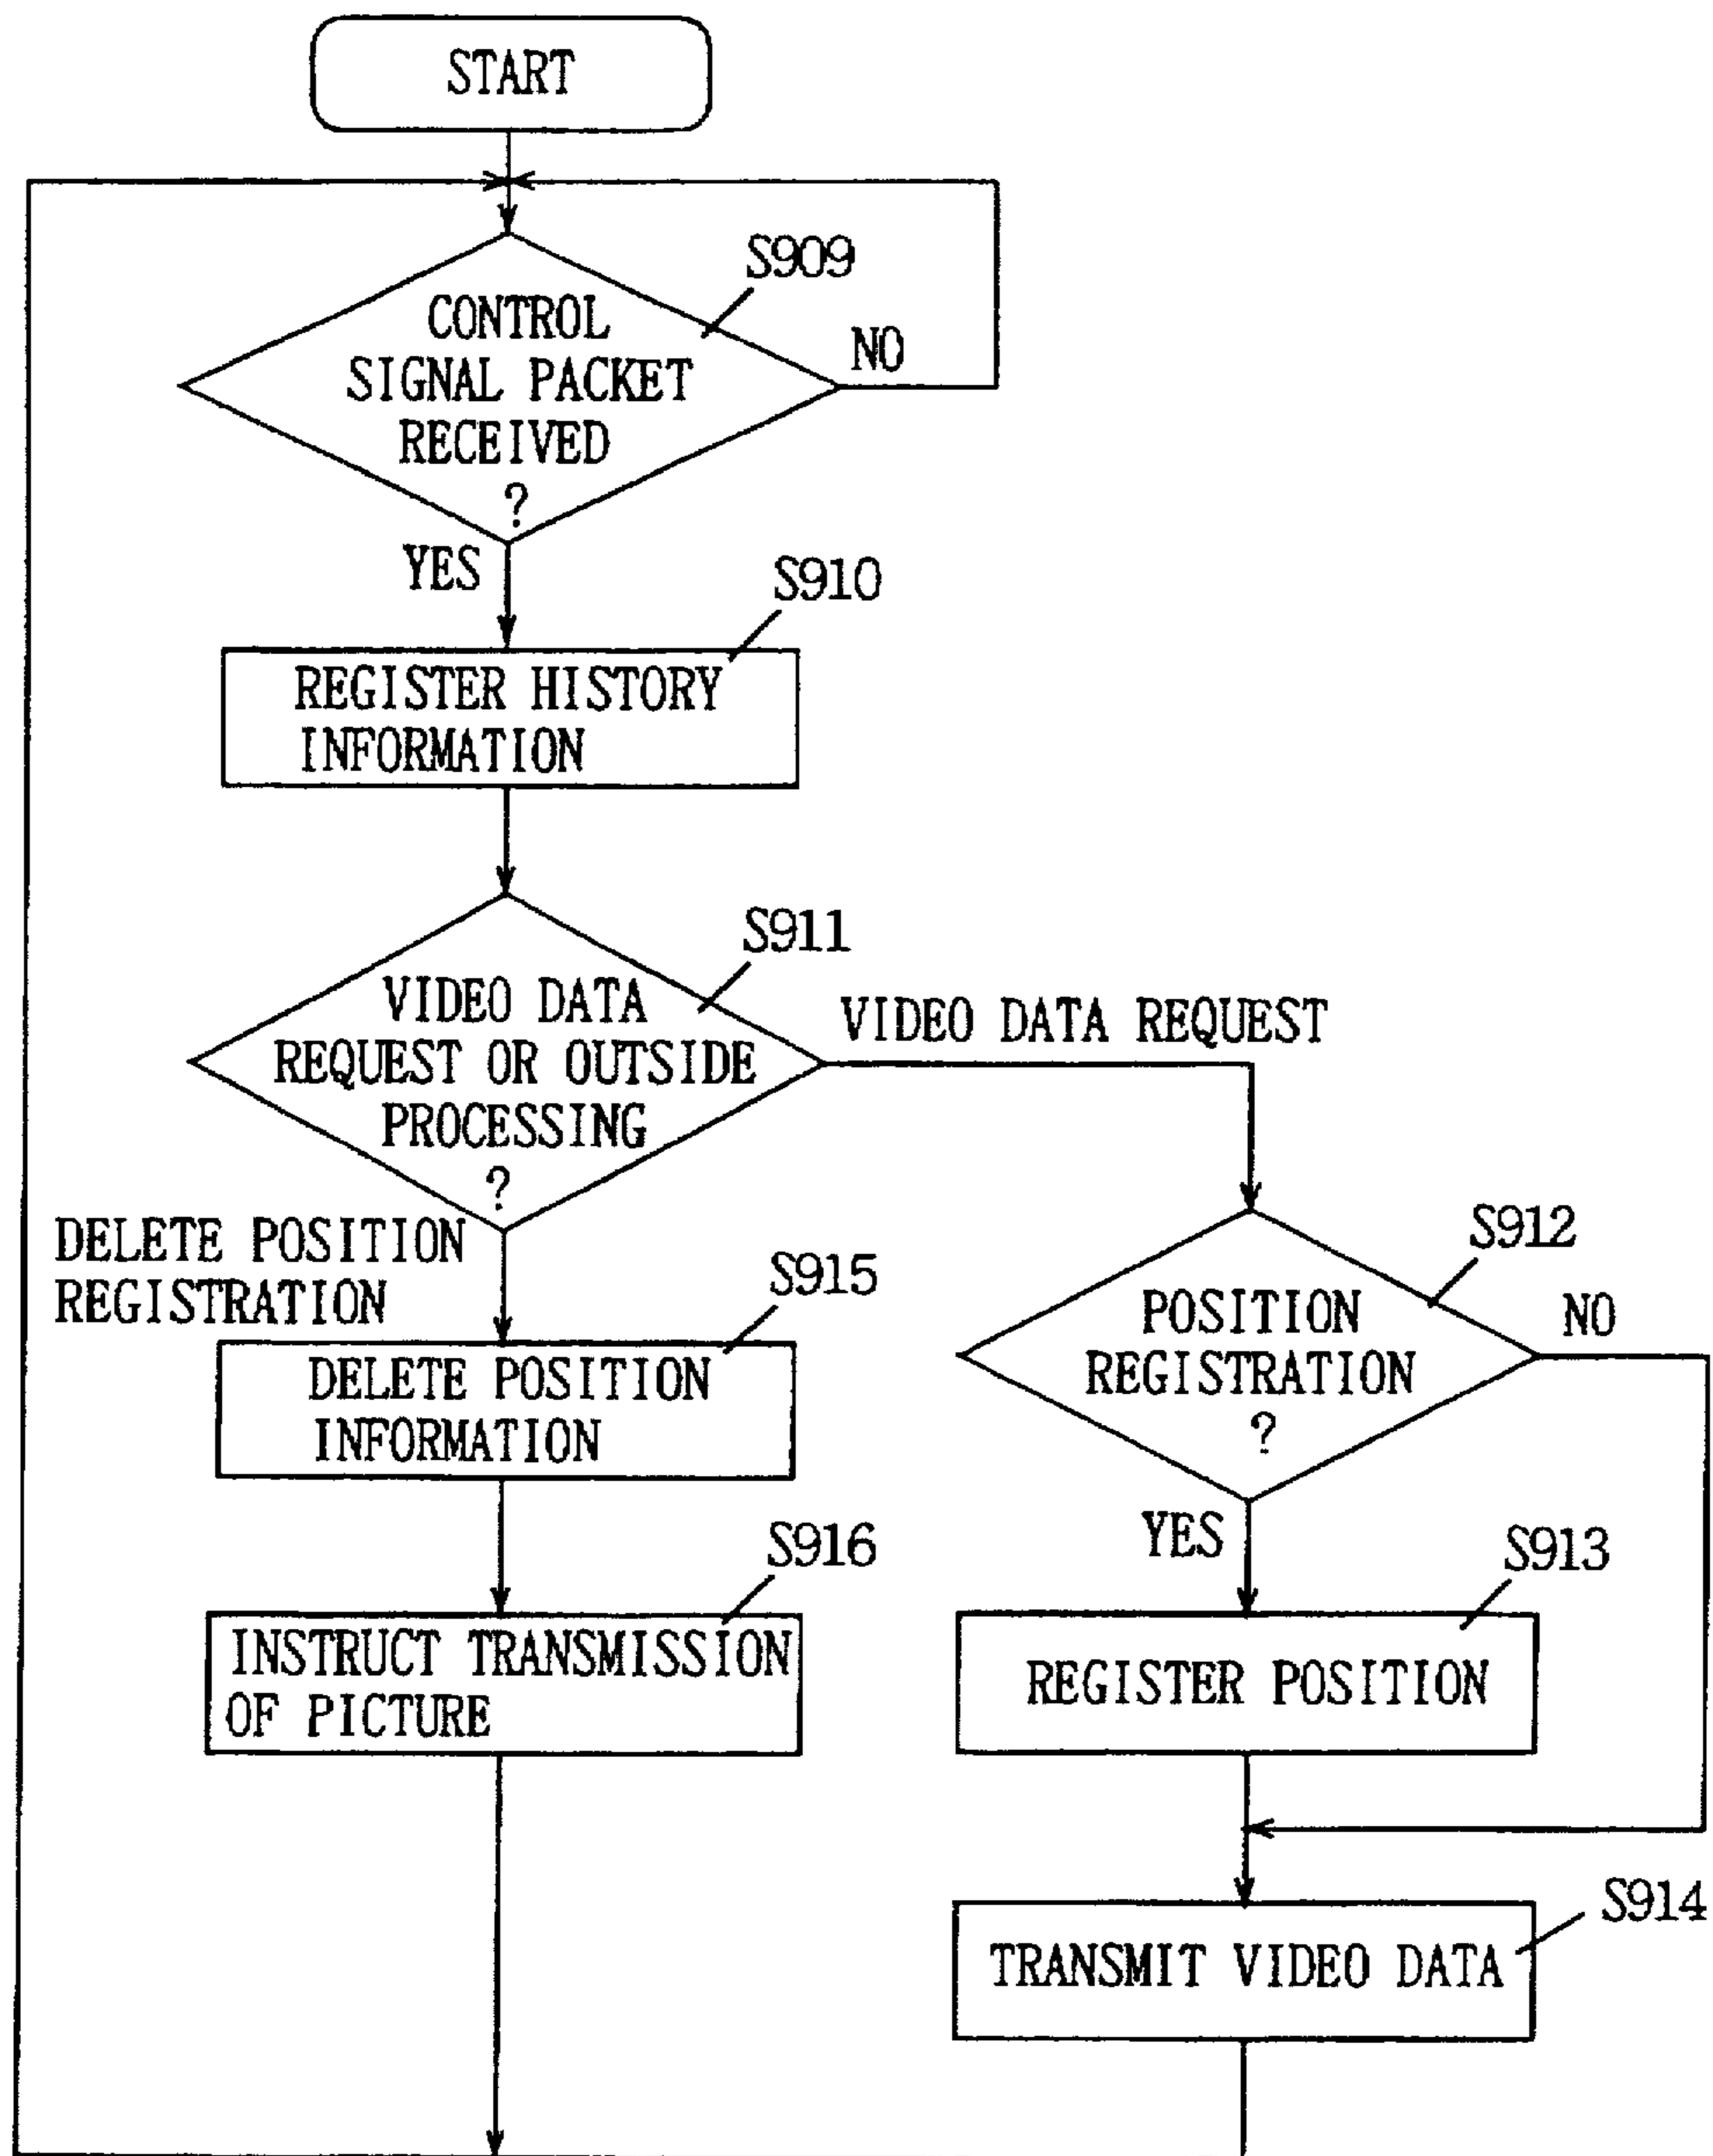 START
S909
CONTROL
SIGNAL PACKET
RECEIVED
?
NO
YES
S910
REGISTER HISTORY
INFORMATION
S911
VIDEO DATA
REQUEST OR OUTSIDE
PROCESSING
?
VIDEO DATA REQUEST
DELETE POSITION
REGISTRATION
S915
DELETE POSITION
INFORMATION
S916
INSTRUCT TRANSMISSION
OF PICTURE
S912
POSITION
REGISTRATION
?
NO
YES
S913
REGISTER POSITION
S914
TRANSMIT VIDEO DATA